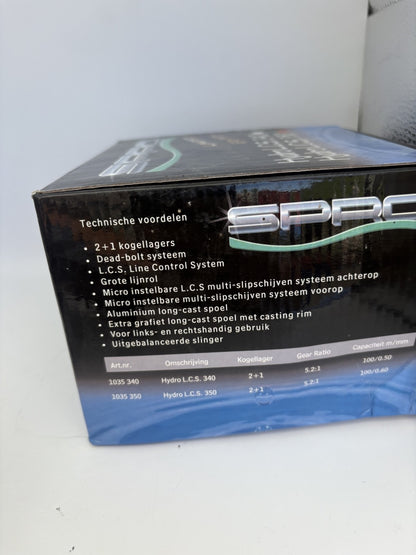 SPRO
Technische voordelen
• 2+1 kogellagers
• Dead-bolt systeem
• L.C.S, Line Control System
• Grote lijnrol
• Micro instelbare L.C.S multi-slipschijven systeem achterop
• Micro instelbare multi-slipschijven systeem voorop
• Aluminium long-cast spoel
• Extra grafiet long-cast spoel met casting rim
• Voor links- en rechtshandig gebruik
• Uitgebalanceerde slinger
Art.nr. Omschrijving Kogellager Gear Ratio Capaciteit m/mm
1035 340 Hydro L.C.S. 340 2+1 5.2:1 100/0.50
1035 350 Hydro L.C.S. 350 2+1 5.2:1 100/0.60